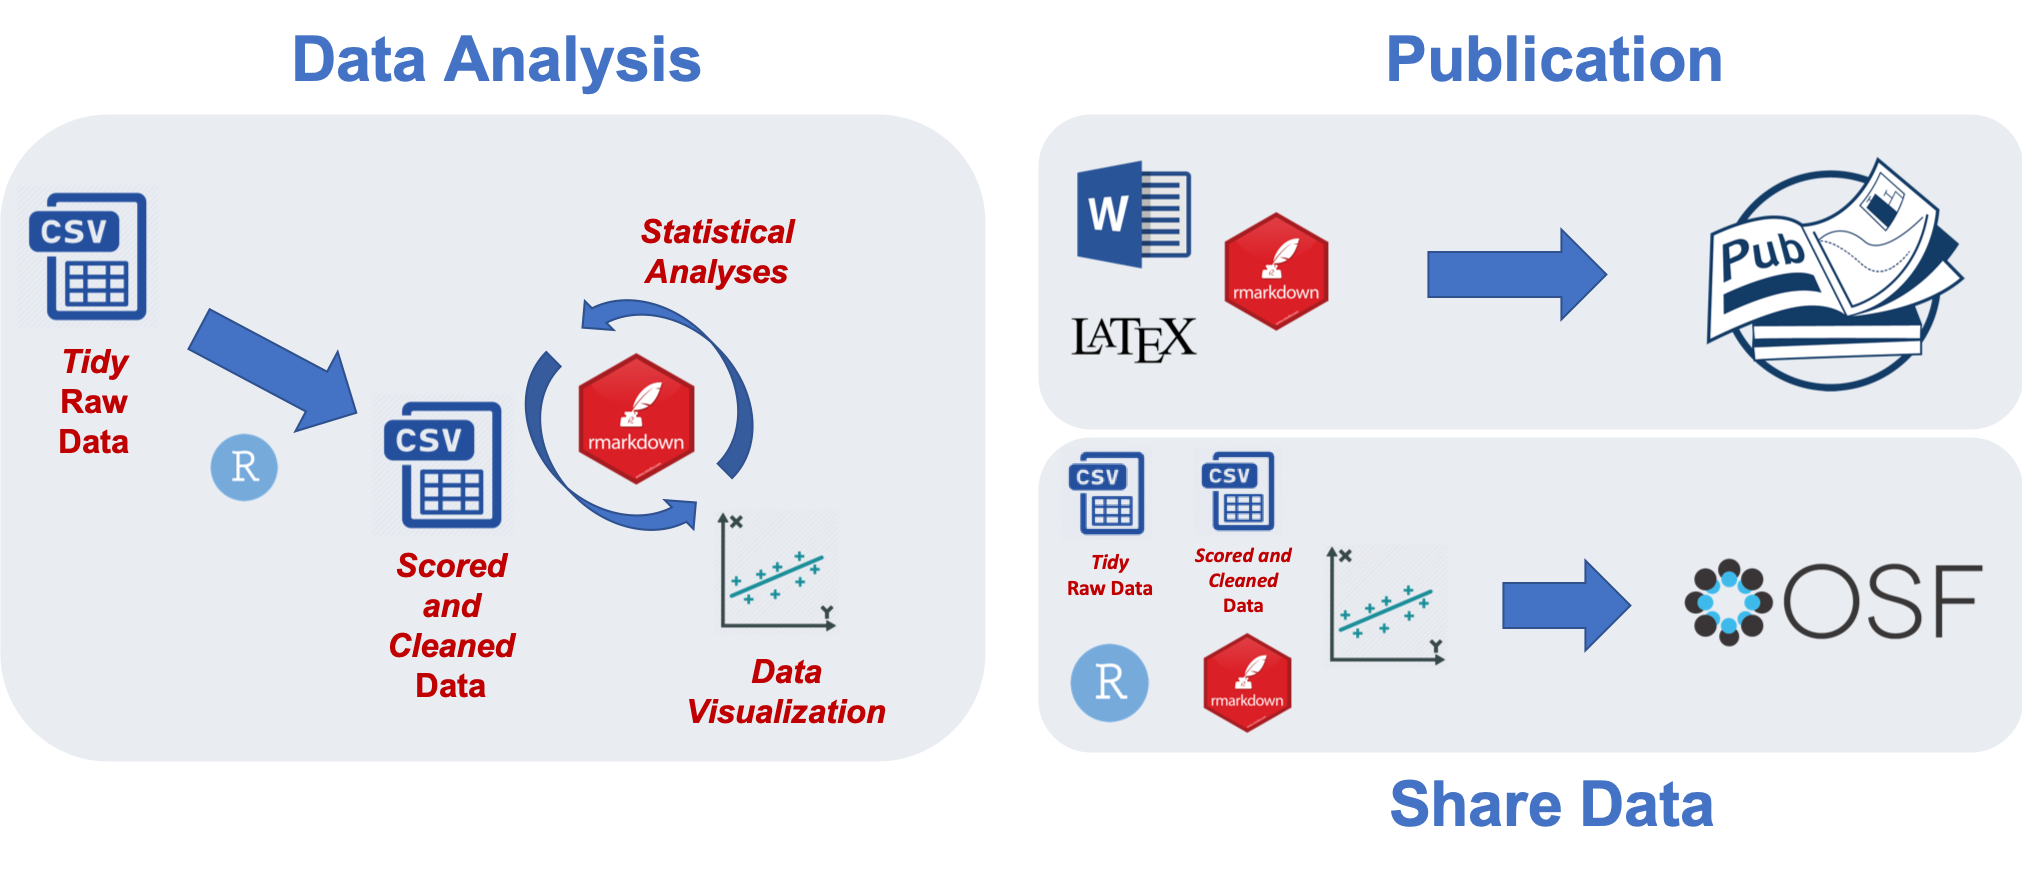 Data Analysis
CSV
Tidy
Raw
Data
R
CSV
Scored
and
Cleaned
Data
Statistical
Analyses
rmarkdown
X
Y
Data
Visualization
Publication
W
LATEX
rmarkdown
Pub
CSV
Tidy
Raw Data
CSV
Scored and
Cleaned
Data
R
rmarkdown
X
Y
OSF
Share Data